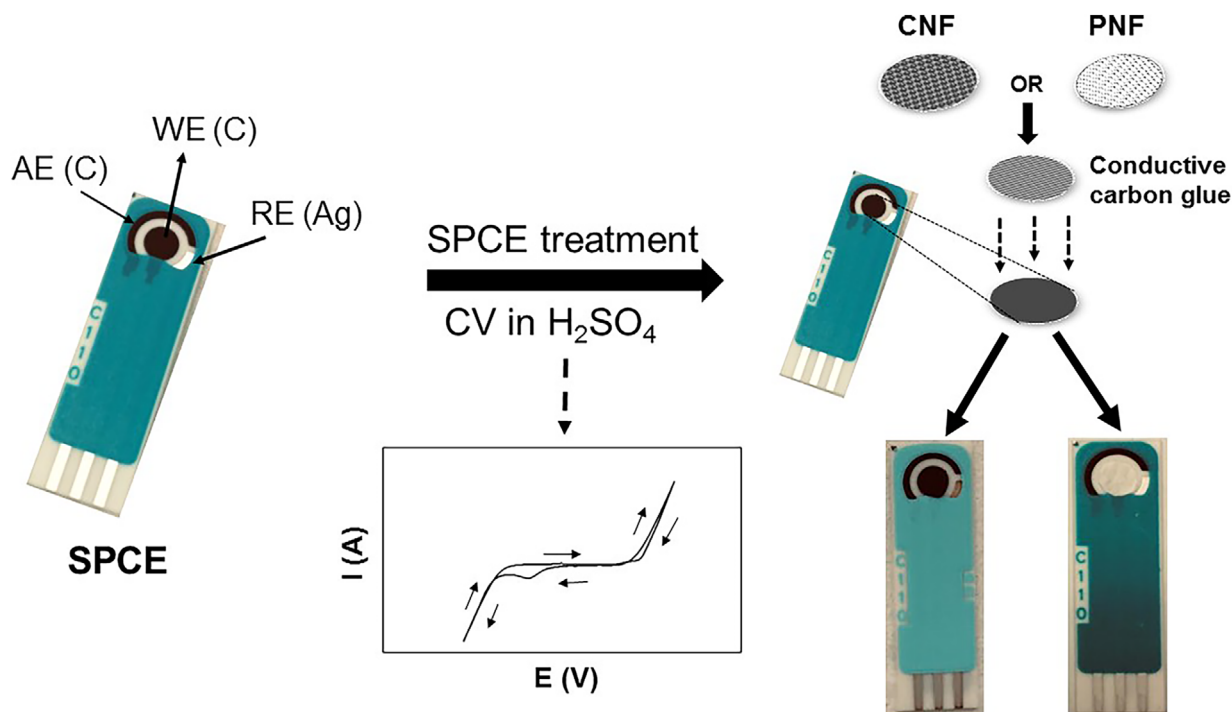 WE (C)
AE (C)
RE (Ag)
C110
SPCE
SPCE treatment
CV in H₂SO₄
I (A)
E (V)
CNF
PNF
OR
Conductive
carbon glue
C110
C110
C110